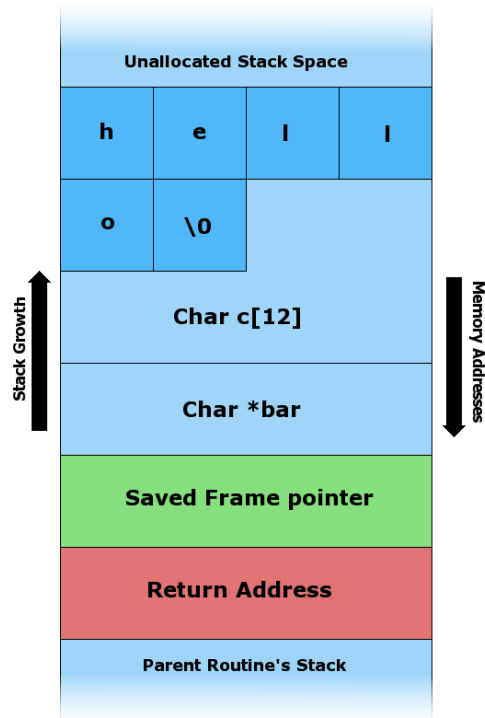 Unallocated Stack Space
h e l l
o \0
Char c[12]
Char *bar
Saved Frame pointer
Return Address
Parent Routine's Stack
Stack Growth
Memory Addresses